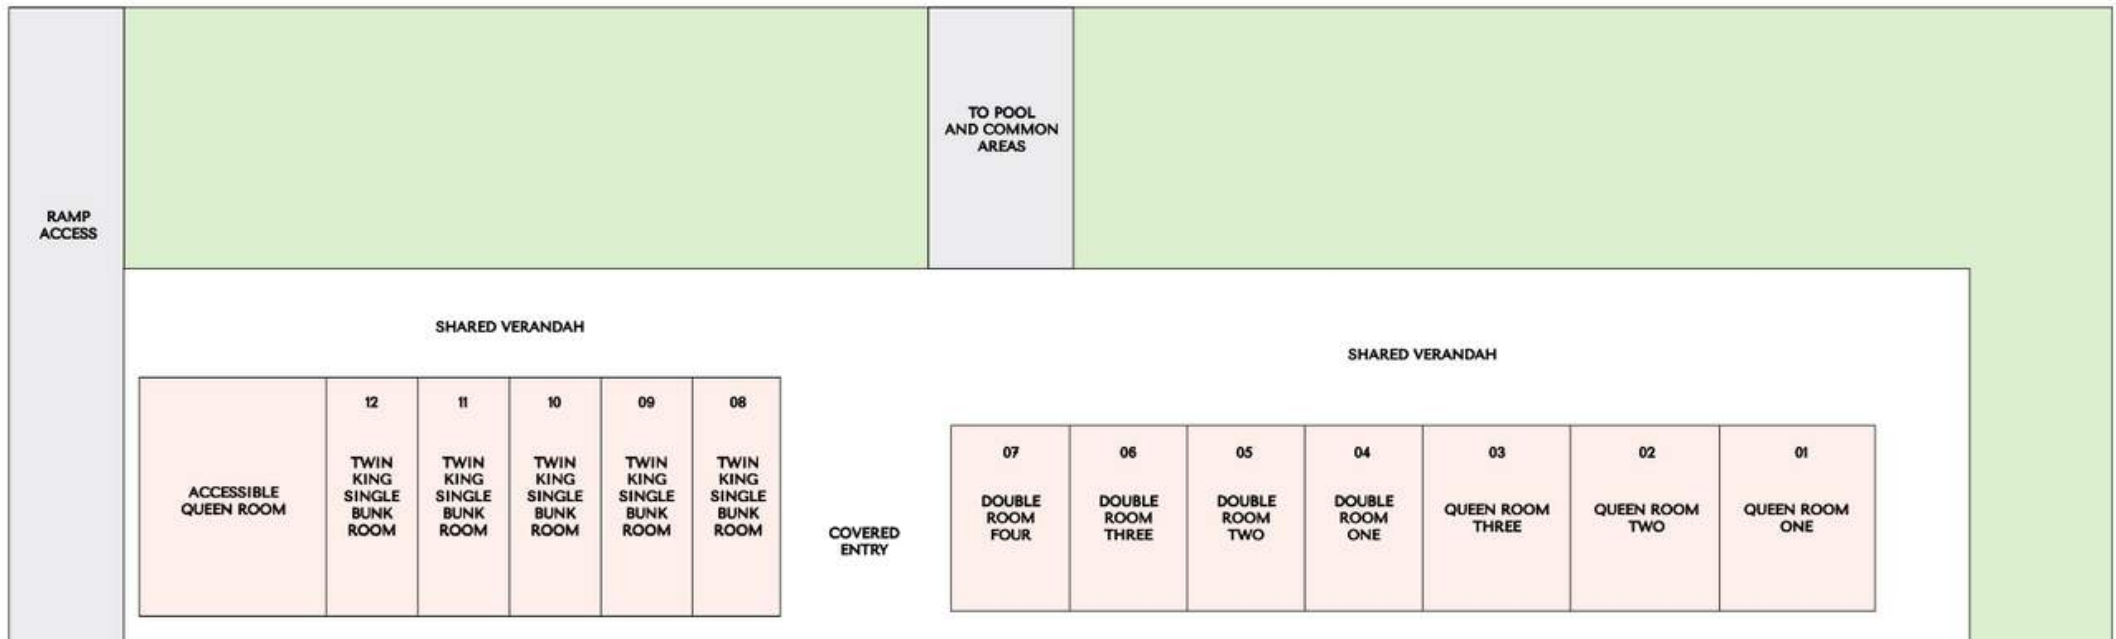 TO POOL
AND COMMON
AREAS
RAMP
ACCESS
SHARED VERANDAH
SHARED VERANDAH
ACCESSIBLE
QUEEN ROOM
12
TWIN
KING
SINGLE
BUNK
ROOM
11
TWIN
KING
SINGLE
BUNK
ROOM
10
TWIN
KING
SINGLE
BUNK
ROOM
09
TWIN
KING
SINGLE
BUNK
ROOM
08
TWIN
KING
SINGLE
BUNK
ROOM
COVERED
ENTRY
07
DOUBLE
ROOM
FOUR
06
DOUBLE
ROOM
THREE
05
DOUBLE
ROOM
TWO
04
DOUBLE
ROOM
ONE
03
QUEEN ROOM
THREE
02
QUEEN ROOM
TWO
01
QUEEN ROOM
ONE